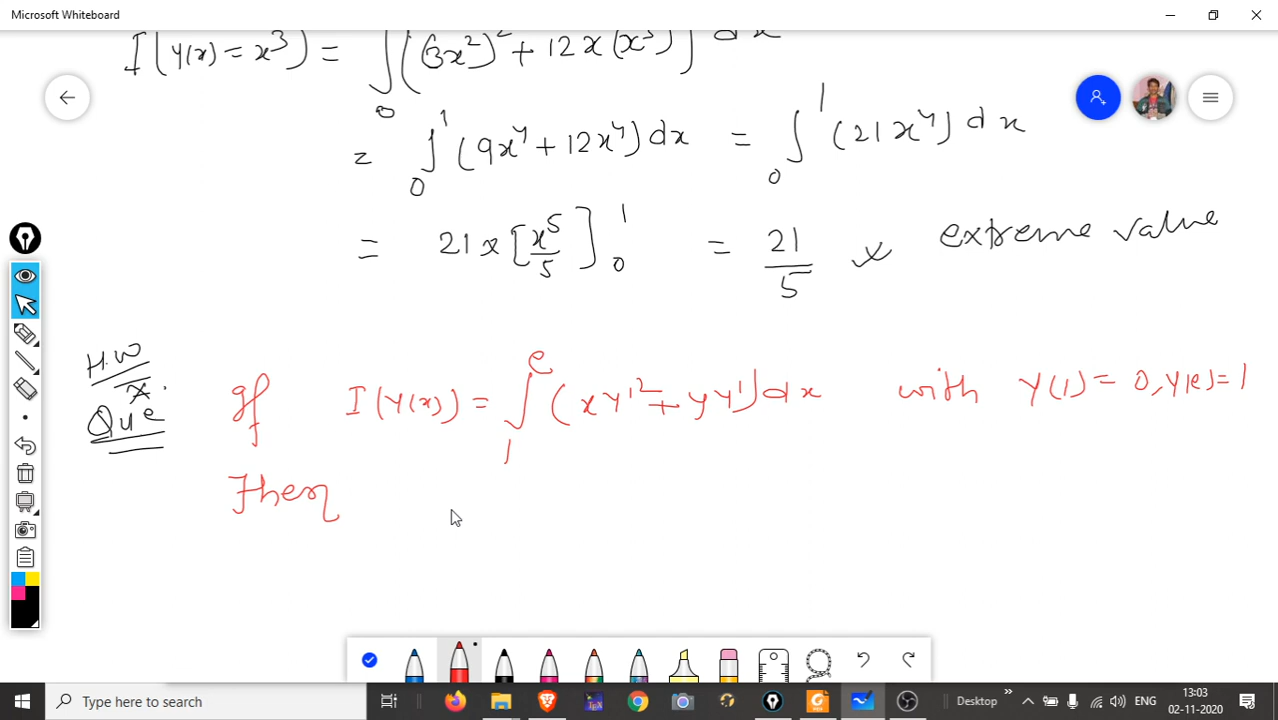 Microsoft Whiteboard
I(y(x) = x³) = ∫₀ ((3x²)² + 12x(x³)) dx
= ∫₀¹ (9x⁴ + 12x⁴) dx = ∫₀¹ (21x⁴) dx
= 21 x [x⁵/5]₀¹ = 21/5 extreme value
H.W
Que If I(y(x)) = ∫₁ᵉ (xy'² + yy') dx with y(1) = 0, y(e) = 1
Then
Type here to search
Desktop
ENG
13:03
02-11-2020